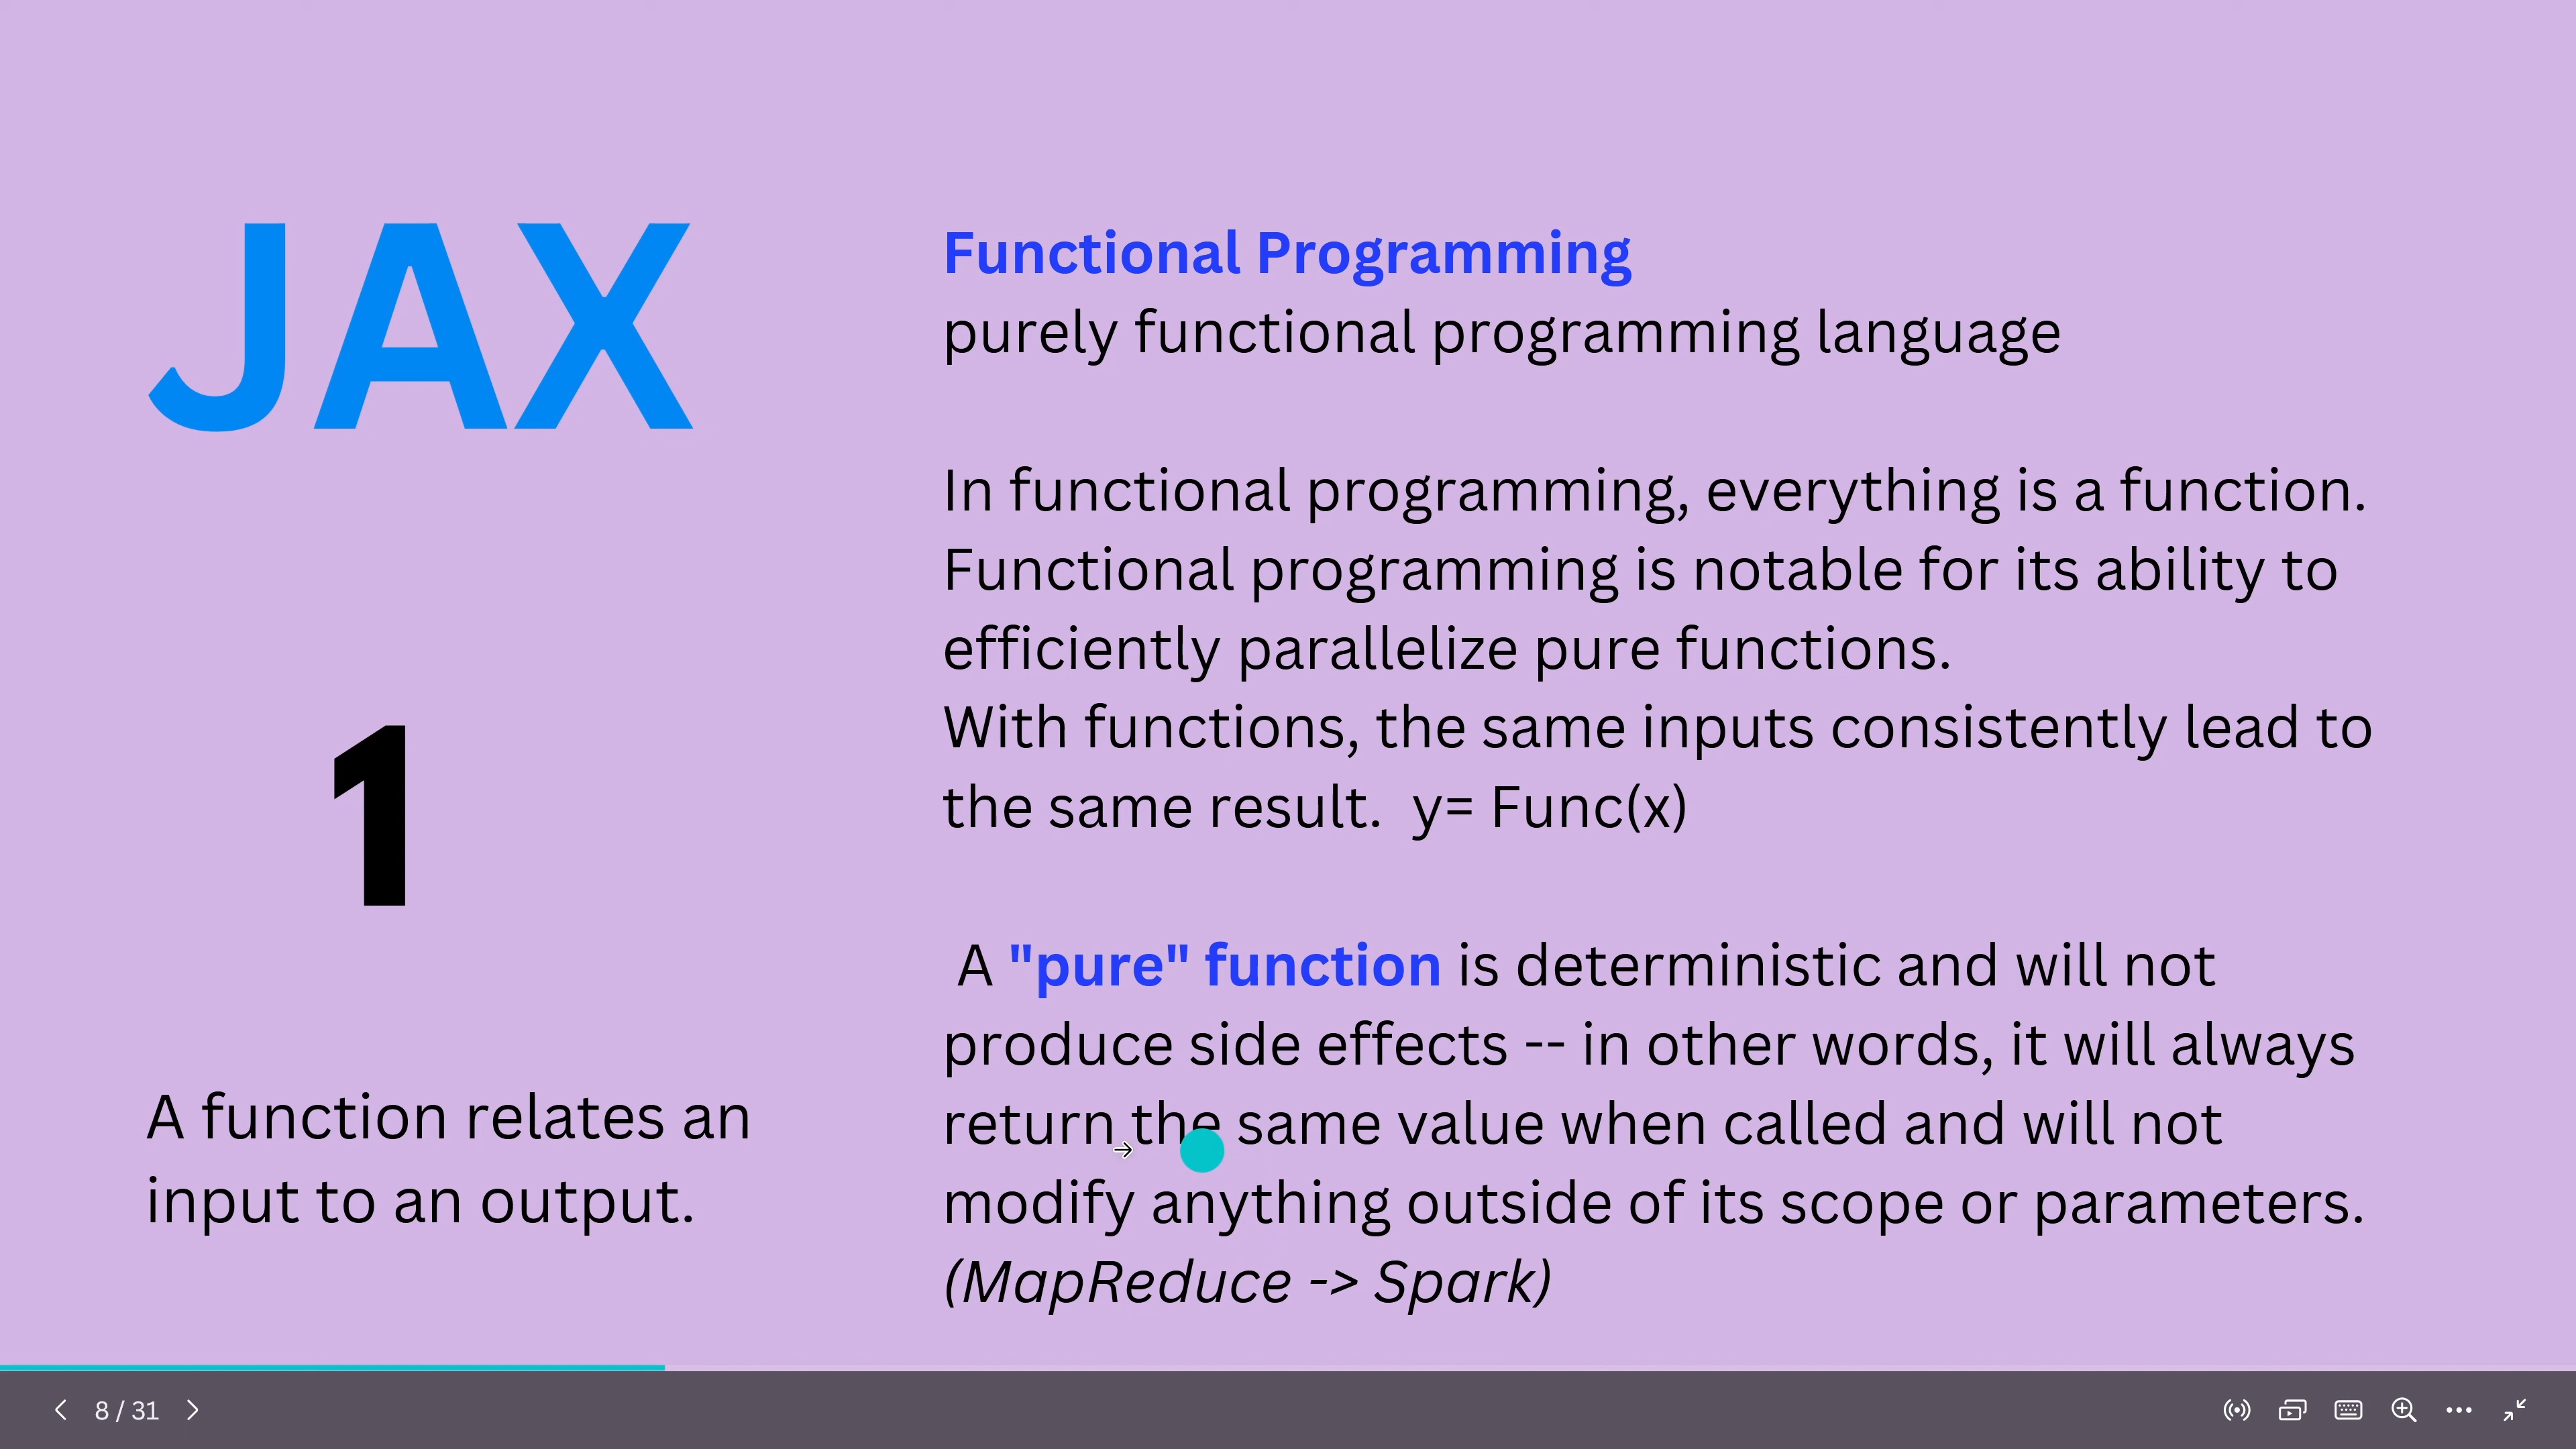 JAX
1
A function relates an
input to an output.
Functional Programming
purely functional programming language
In functional programming, everything is a function.
Functional programming is notable for its ability to
efficiently parallelize pure functions.
With functions, the same inputs consistently lead to
the same result.  y= Func(x)
A "pure" function is deterministic and will not
produce side effects -- in other words, it will always
return the same value when called and will not
modify anything outside of its scope or parameters.
(MapReduce -> Spark)
8 / 31